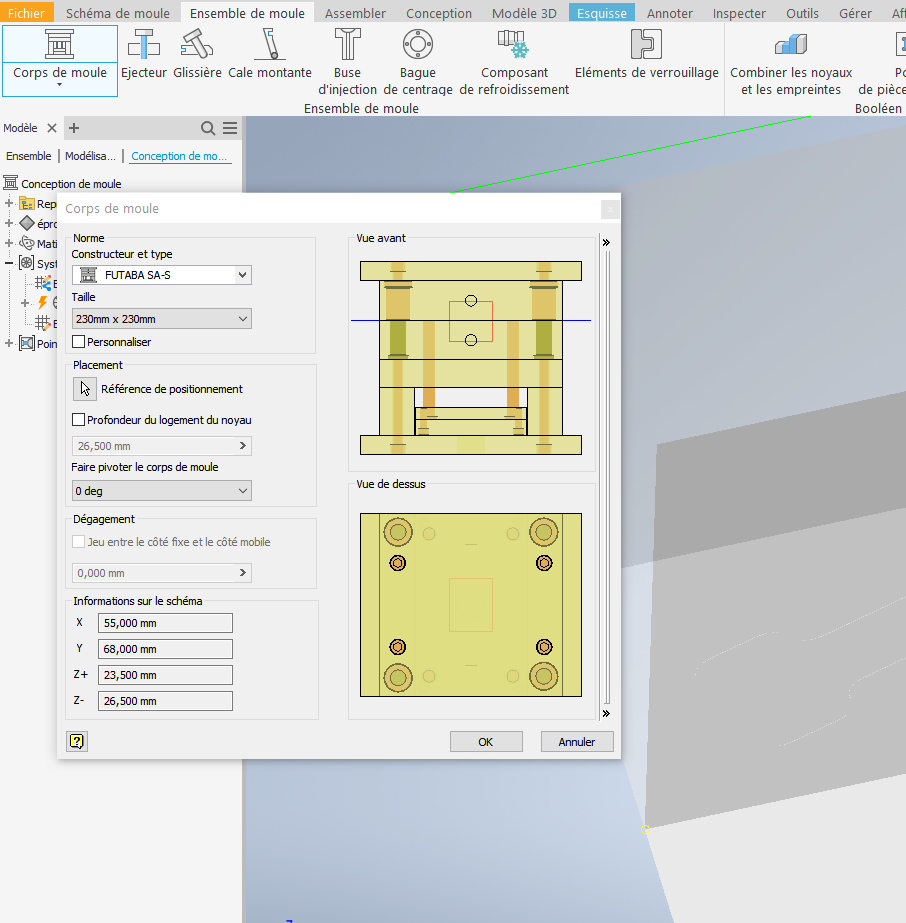 Fichier Schéma de moule Ensemble de moule Assembler Conception Modèle 3D Esquisse Annoter Inspecter Outils Gérer
Corps de moule Ejecteur Glissière Cale montante Buse d'injection Bague de centrage Composant de refroidissement Eléments de verrouillage Combiner les noyaux et les empreintes de pièce
Ensemble de moule Booléen
Modèle
Ensemble Modélisa... Conception de mo...
Conception de moule
Rep
épro
Mati
Syst
Poin
Corps de moule
Norme
Constructeur et type
FUTABA SA-S
Taille
230mm x 230mm
Personnaliser
Placement
Référence de positionnement
Profondeur du logement du noyau
26,500 mm
Faire pivoter le corps de moule
0 deg
Dégagement
Jeu entre le côté fixe et le côté mobile
0,000 mm
Informations sur le schéma
X 55,000 mm
Y 68,000 mm
Z+ 23,500 mm
Z- 26,500 mm
Vue avant
Vue de dessus
OK Annuler